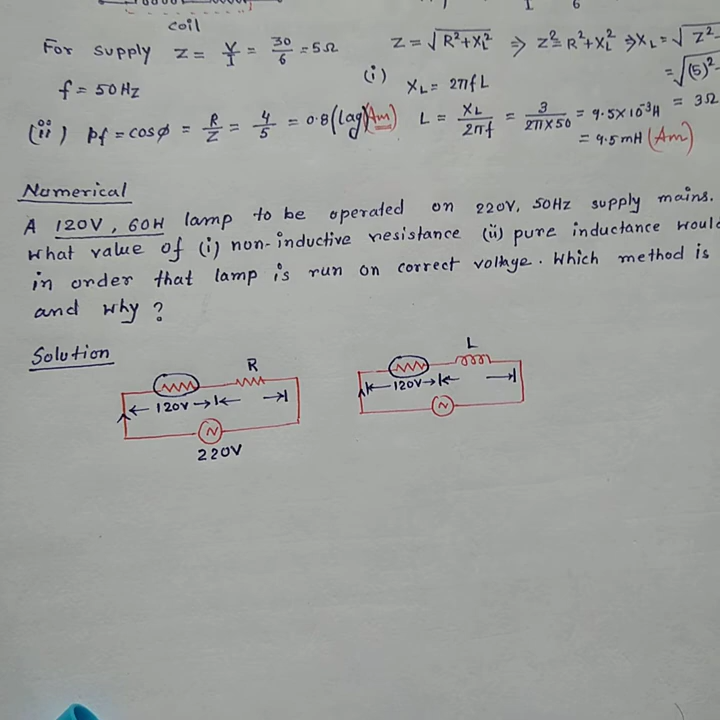 coil
I 6
For supply Z = V/I = 30/6 = 5Ω
Z = √R²+X_L² ⇒ Z² = R²+X_L² ⇒ X_L = √Z²-
= √(5)²-
= 3Ω
f = 50Hz
(i) X_L = 2πfL
L = X_L/2πf = 3/2π×50 = 9.5×10⁻³H
= 9.5mH (Am)
(ii) Pf = cosϕ = R/Z = 4/5 = 0.8 (Lag) (Am)
Numerical
A 120V, 60W lamp to be operated on 220V, 50Hz supply mains.
what value of (i) non-inductive resistance (ii) pure inductance would
in order that lamp is run on correct voltage. Which method is
and why?
Solution
R
120V
220V
L
120V